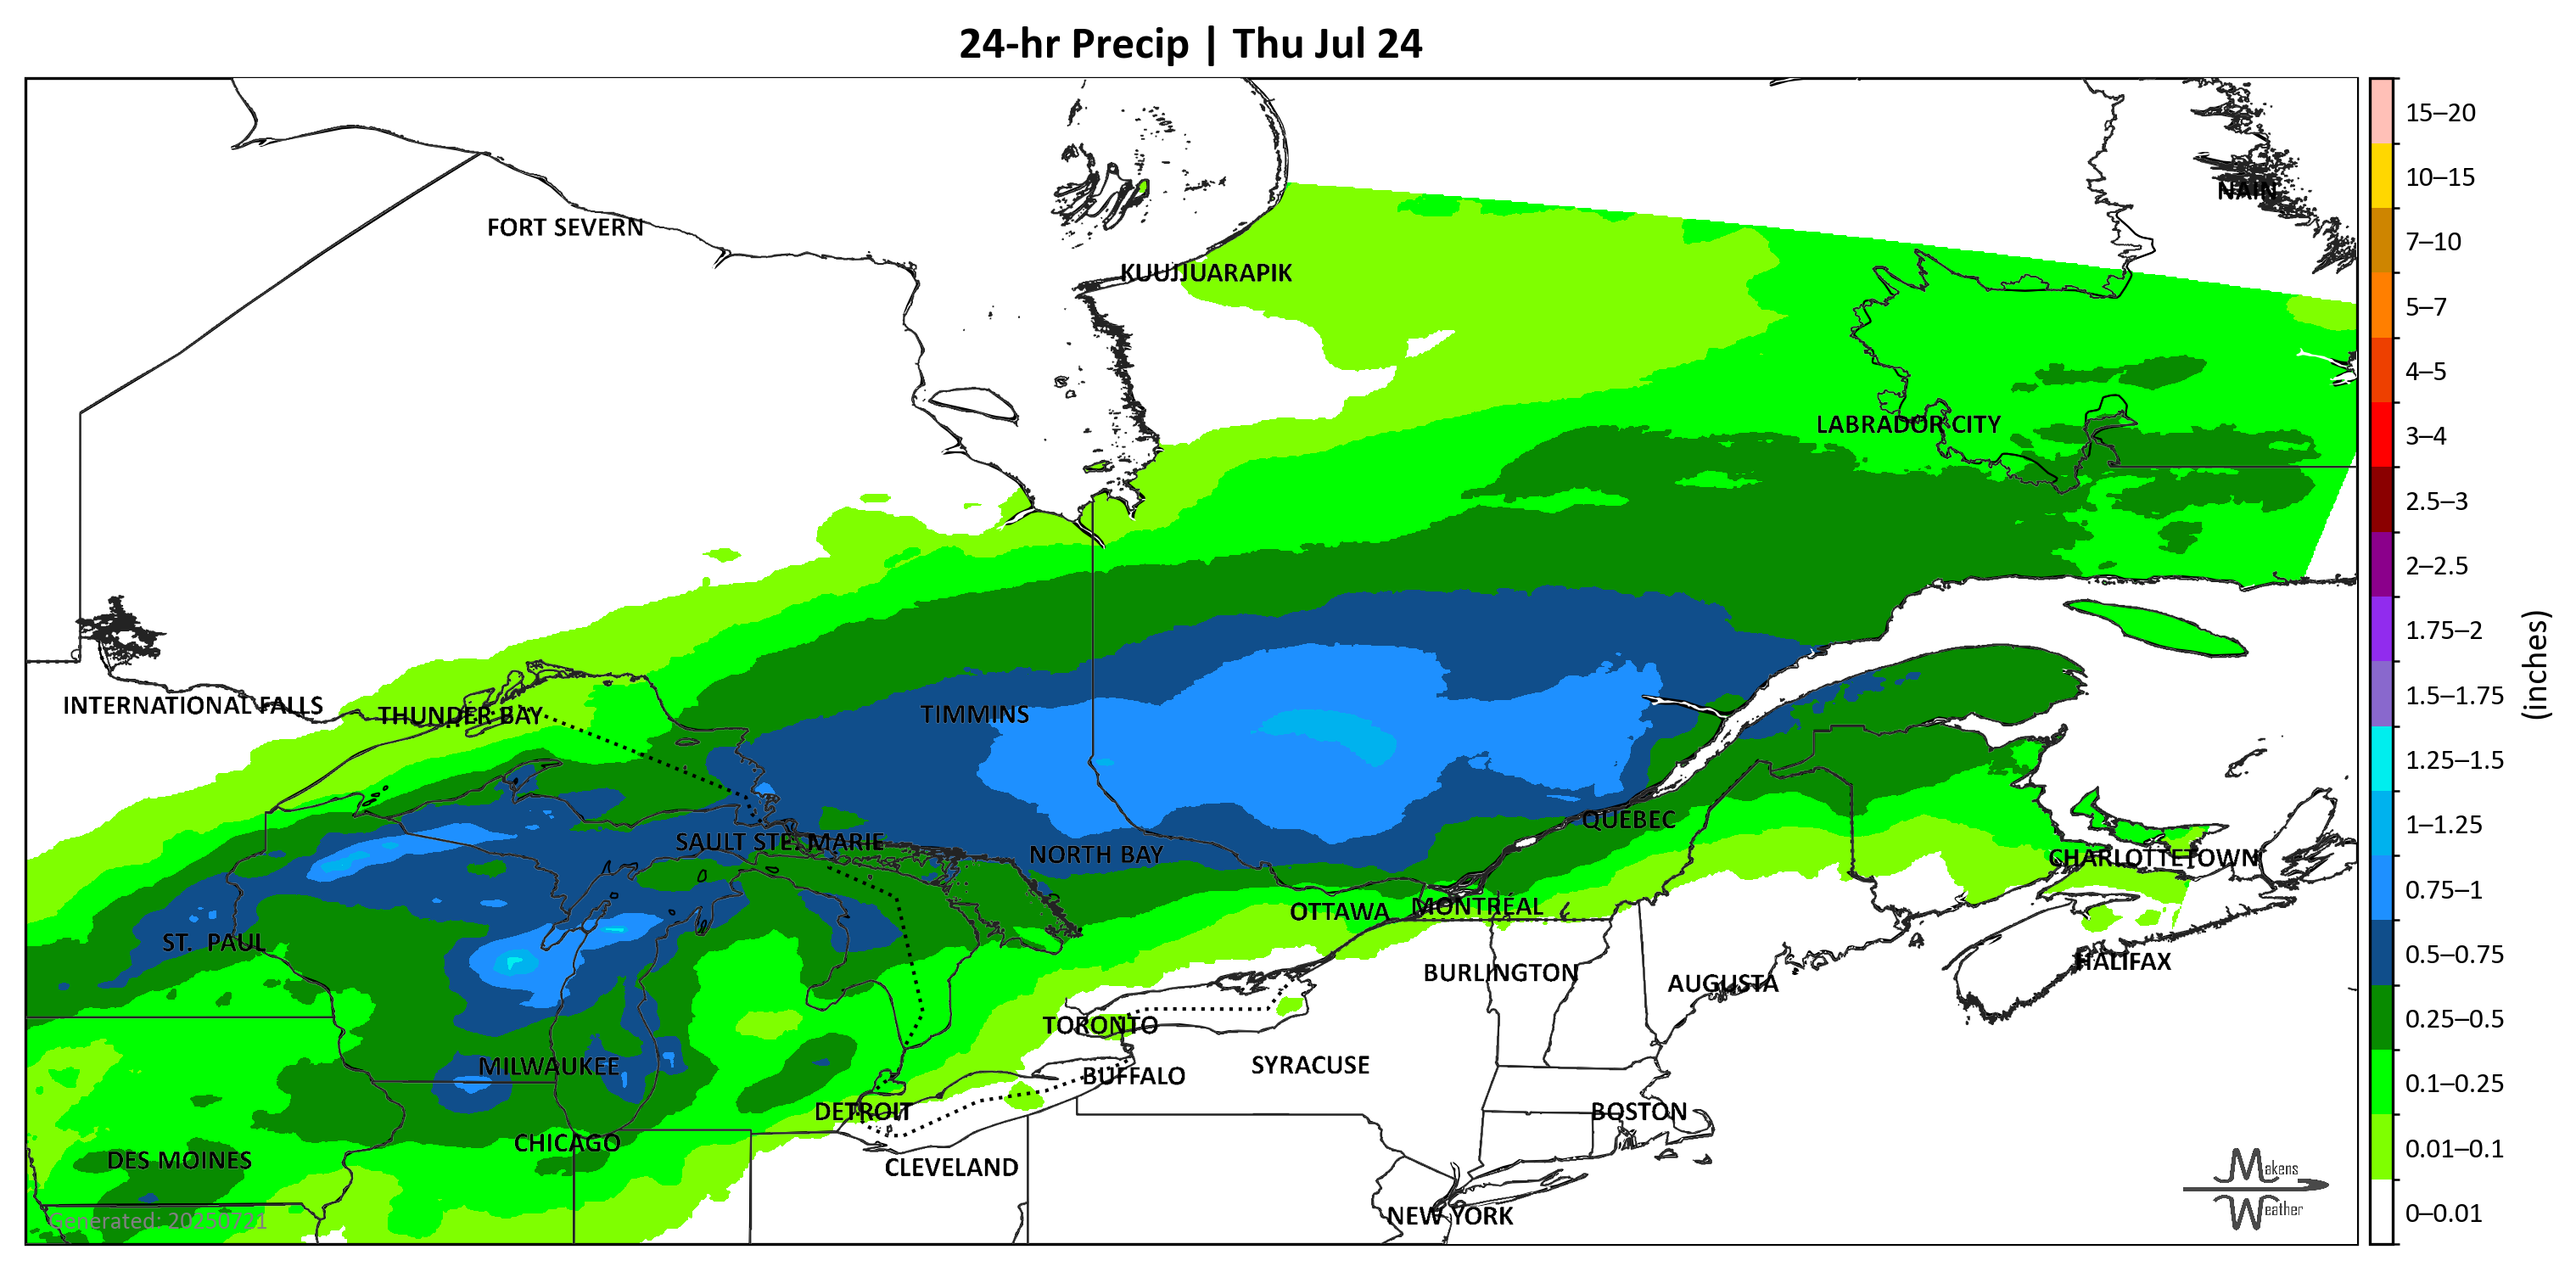 24-hr Precip | Thu Jul 24
15–20
10–15
NAIN
FORT SEVERN
7–10
KUUJJUARAPIK
5–7
4–5
LABRADOR CITY
3–4
2.5–3
2–2.5
1.75–2
(inches)
1.5–1.75
INTERNATIONAL FALLS
THUNDER BAY
TIMMINS
1.25–1.5
1–1.25
QUEBEC
SAULT STE. MARIE
NORTH BAY
CHARLOTTETOWN
0.75–1
OTTAWA
MONTRÉAL
ST. PAUL
0.5–0.75
HALIFAX
BURLINGTON
AUGUSTA
0.25–0.5
TORONTO
MILWAUKEE
SYRACUSE
BUFFALO
0.1–0.25
DETROIT
BOSTON
CHICAGO
0.01–0.1
DES MOINES
CLEVELAND
Makens
Weather
NEW YORK
0–0.01
Generated: 20250721